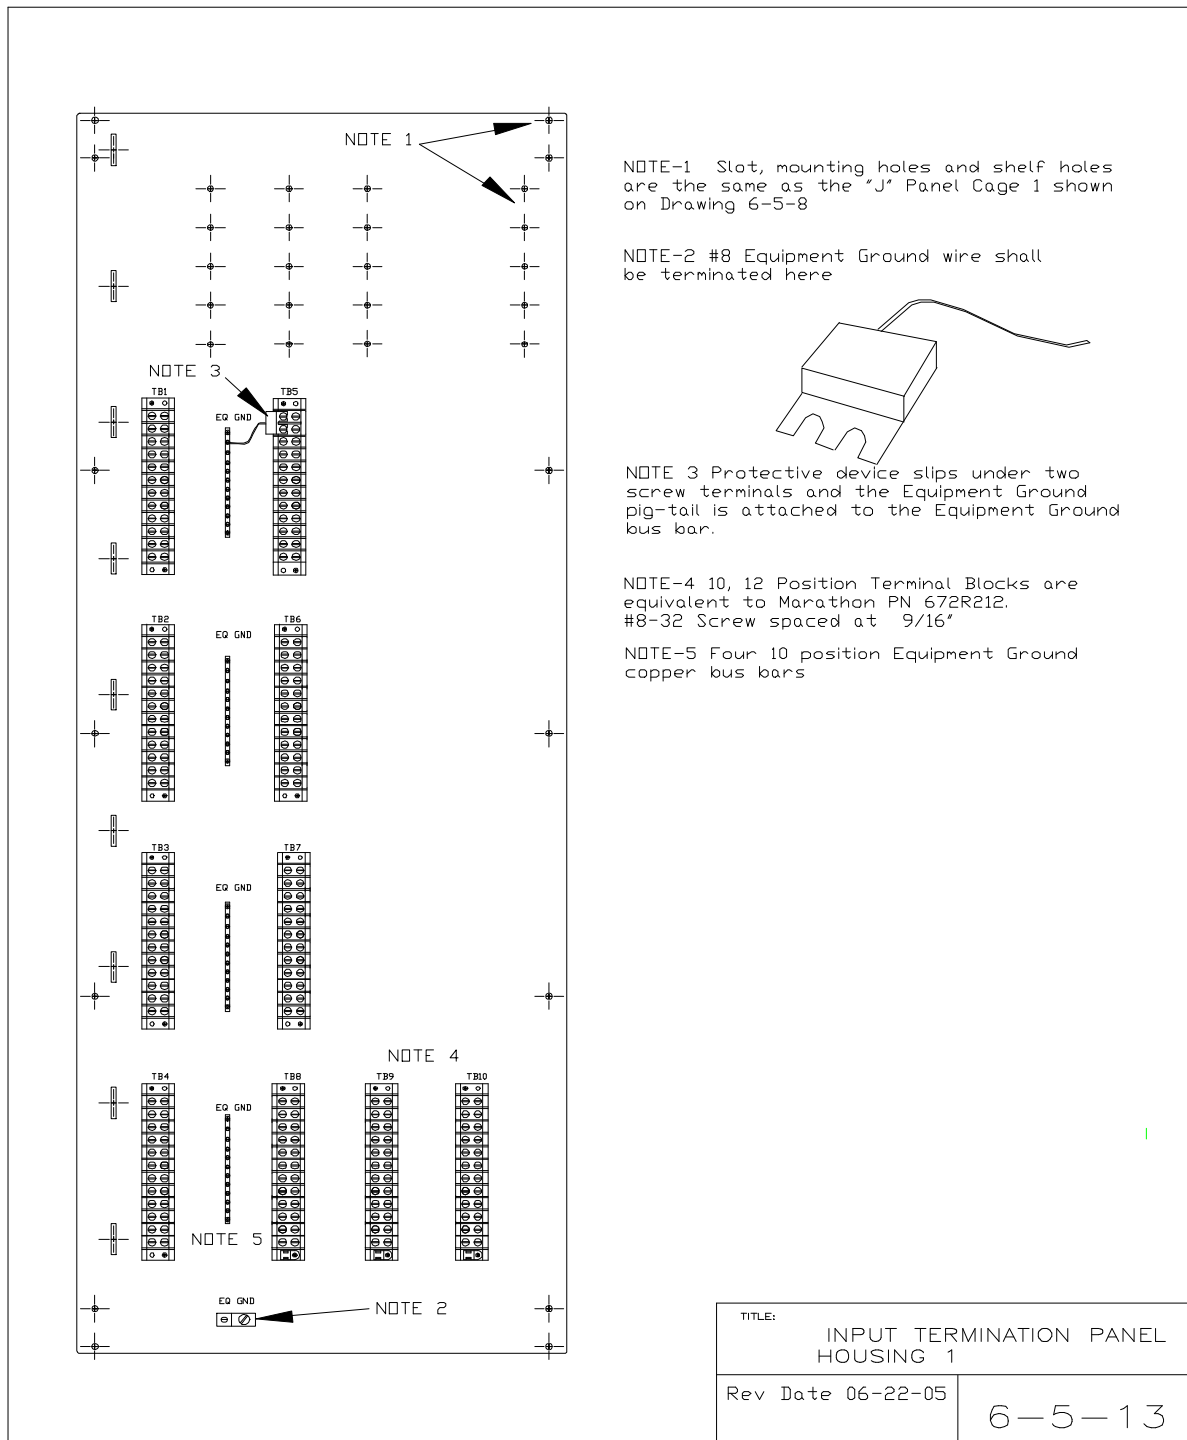 NOTE 1
NOTE-1 Slot, mounting holes and shelf holes
are the same as the "J" Panel Cage 1 shown
on Drawing 6-5-8
NOTE-2 #8 Equipment Ground wire shall
be terminated here
NOTE 3
TB1
EQ GND
TB5
NOTE 3 Protective device slips under two
screw terminals and the Equipment Ground
pig-tail is attached to the Equipment Ground
bus bar.
NOTE-4 10, 12 Position Terminal Blocks are
equivalent to Marathon PN 672R212.
#8-32 Screw spaced at 9/16"
NOTE-5 Four 10 position Equipment Ground
copper bus bars
TB2
EQ GND
TB6
TB3
EQ GND
TB7
NOTE 4
TB4
EQ GND
TB8
TB9
TB10
NOTE 5
EQ GND
NOTE 2
TITLE:
INPUT TERMINATION PANEL
HOUSING 1
Rev Date 06-22-05
6-5-13